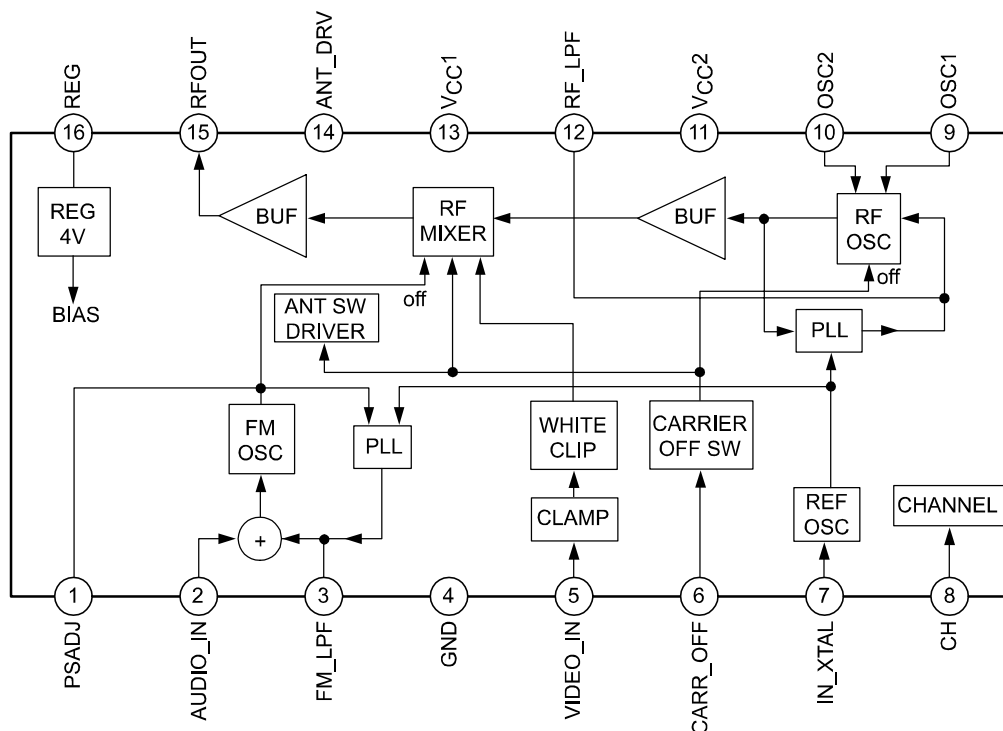 REG
RFOUT
ANT_DRV
VCC1
RF_LPF
VCC2
OSC2
OSC1
16
15
14
13
12
11
10
9
REG
4V
BUF
RF
MIXER
BUF
RF
OSC
off
off
BIAS
ANT SW
DRIVER
PLL
FM
OSC
PLL
WHITE
CLIP
CARRIER
OFF SW
CLAMP
REF
OSC
CHANNEL
+
1
2
3
4
5
6
7
8
PSADJ
AUDIO_IN
FM_LPF
GND
VIDEO_IN
CARR_OFF
IN_XTAL
CH